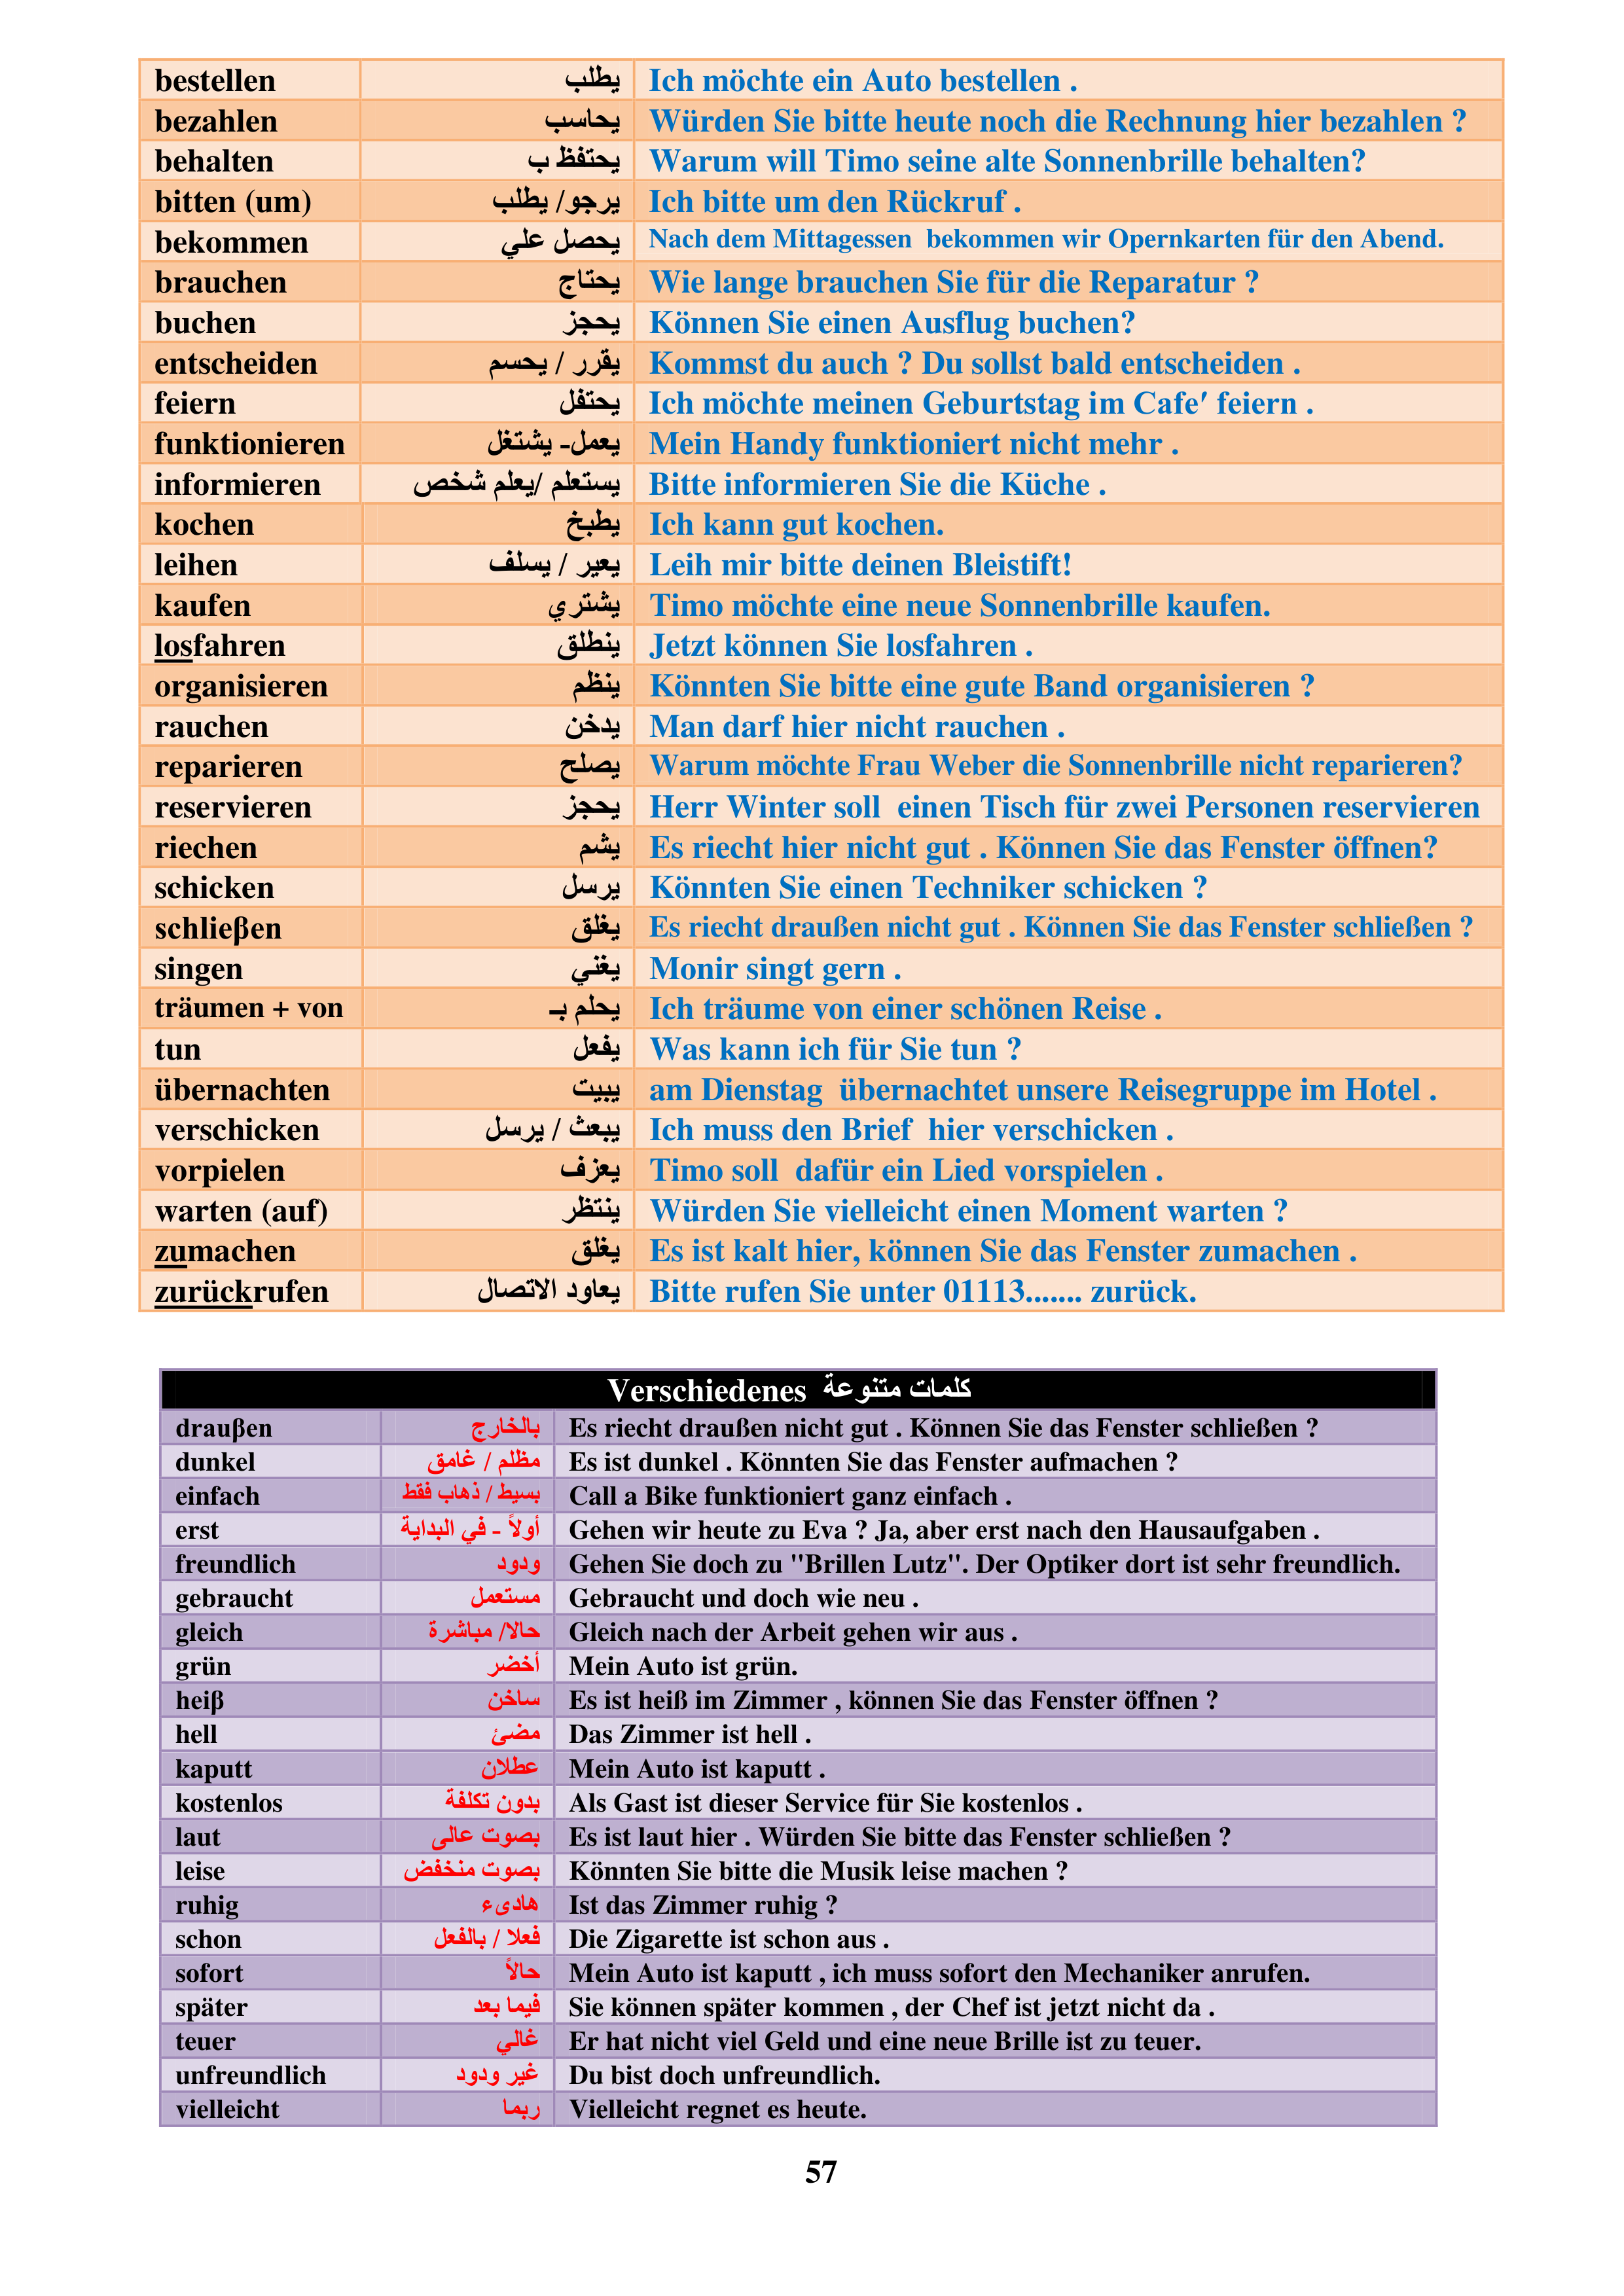 bestellen يطلب Ich möchte ein Auto bestellen .
bezahlen يحاسب Würden Sie bitte heute noch die Rechnung hier bezahlen ?
behalten يحتفظ ب Warum will Timo seine alte Sonnenbrille behalten?
bitten (um) يرجو/ يطلب Ich bitte um den Rückruf .
bekommen يحصل علي Nach dem Mittagessen bekommen wir Opernkarten für den Abend.
brauchen يحتاج Wie lange brauchen Sie für die Reparatur ?
buchen يحجز Können Sie einen Ausflug buchen?
entscheiden يقرر / يحسم Kommst du auch ? Du sollst bald entscheiden .
feiern يحتفل Ich möchte meinen Geburtstag im Cafe′ feiern .
funktionieren يعمل- يشتغل Mein Handy funktioniert nicht mehr .
informieren يستعلم /يعلم شخص Bitte informieren Sie die Küche .
kochen يطبخ Ich kann gut kochen.
leihen يعير / يسلف Leih mir bitte deinen Bleistift!
kaufen يشتري Timo möchte eine neue Sonnenbrille kaufen.
losfahren ينطلق Jetzt können Sie losfahren .
organisieren ينظم Könnten Sie bitte eine gute Band organisieren ?
rauchen يدخن Man darf hier nicht rauchen .
reparieren يصلح Warum möchte Frau Weber die Sonnenbrille nicht reparieren?
reservieren يحجز Herr Winter soll einen Tisch für zwei Personen reservieren
riechen يشم Es riecht hier nicht gut . Können Sie das Fenster öffnen?
schicken يرسل Könnten Sie einen Techniker schicken ?
schlieβen يغلق Es riecht draußen nicht gut . Können Sie das Fenster schließen ?
singen يغني Monir singt gern .
träumen + von يحلم بـ Ich träume von einer schönen Reise .
tun يفعل Was kann ich für Sie tun ?
übernachten يبيت am Dienstag übernachtet unsere Reisegruppe im Hotel .
verschicken يبعث / يرسل Ich muss den Brief hier verschicken .
vorpielen يعزف Timo soll dafür ein Lied vorspielen .
warten (auf) ينتظر Würden Sie vielleicht einen Moment warten ?
zumachen يغلق Es ist kalt hier, können Sie das Fenster zumachen .
zurückrufen يعاود الاتصال Bitte rufen Sie unter 01113....... zurück.
Verschiedenes كلمات متنوعة
drauβen بالخارج Es riecht draußen nicht gut . Können Sie das Fenster schließen ?
dunkel مظلم / غامق Es ist dunkel . Könnten Sie das Fenster aufmachen ?
einfach بسيط / ذهاب فقط Call a Bike funktioniert ganz einfach .
erst أولاً - في البداية Gehen wir heute zu Eva ? Ja, aber erst nach den Hausaufgaben .
freundlich ودود Gehen Sie doch zu "Brillen Lutz". Der Optiker dort ist sehr freundlich.
gebraucht مستعمل Gebraucht und doch wie neu .
gleich حالا/ مباشرة Gleich nach der Arbeit gehen wir aus .
grün أخضر Mein Auto ist grün.
heiβ ساخن Es ist heiß im Zimmer , können Sie das Fenster öffnen ?
hell مضئ Das Zimmer ist hell .
kaputt عطلان Mein Auto ist kaputt .
kostenlos بدون تكلفة Als Gast ist dieser Service für Sie kostenlos .
laut بصوت عالى Es ist laut hier . Würden Sie bitte das Fenster schließen ?
leise بصوت منخفض Könnten Sie bitte die Musik leise machen ?
ruhig هادىء Ist das Zimmer ruhig ?
schon فعلا / بالفعل Die Zigarette ist schon aus .
sofort حالاً Mein Auto ist kaputt , ich muss sofort den Mechaniker anrufen.
später فيما بعد Sie können später kommen , der Chef ist jetzt nicht da .
teuer غالي Er hat nicht viel Geld und eine neue Brille ist zu teuer.
unfreundlich غير ودود Du bist doch unfreundlich.
vielleicht ربما Vielleicht regnet es heute.
57